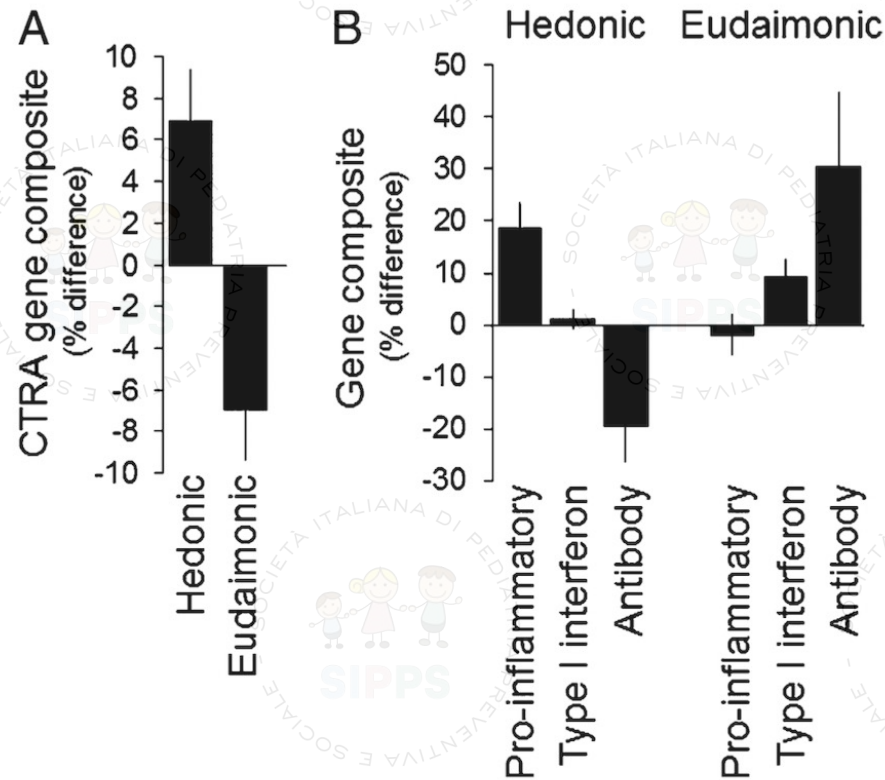 A
CTRA gene composite
(% difference)
10
8
6
4
2
0
-2
-4
-6
-8
-10
Hedonic
Eudaimonic
B
Hedonic
Eudaimonic
Gene composite
(% difference)
50
40
30
20
10
0
-10
-20
-30
Pro-inflammatory
Type I interferon
Antibody
Pro-inflammatory
Type I interferon
Antibody
SOCIETÀ ITALIANA DI PEDIATRIA PREVENTIVA E SOCIALE -
SIPPS